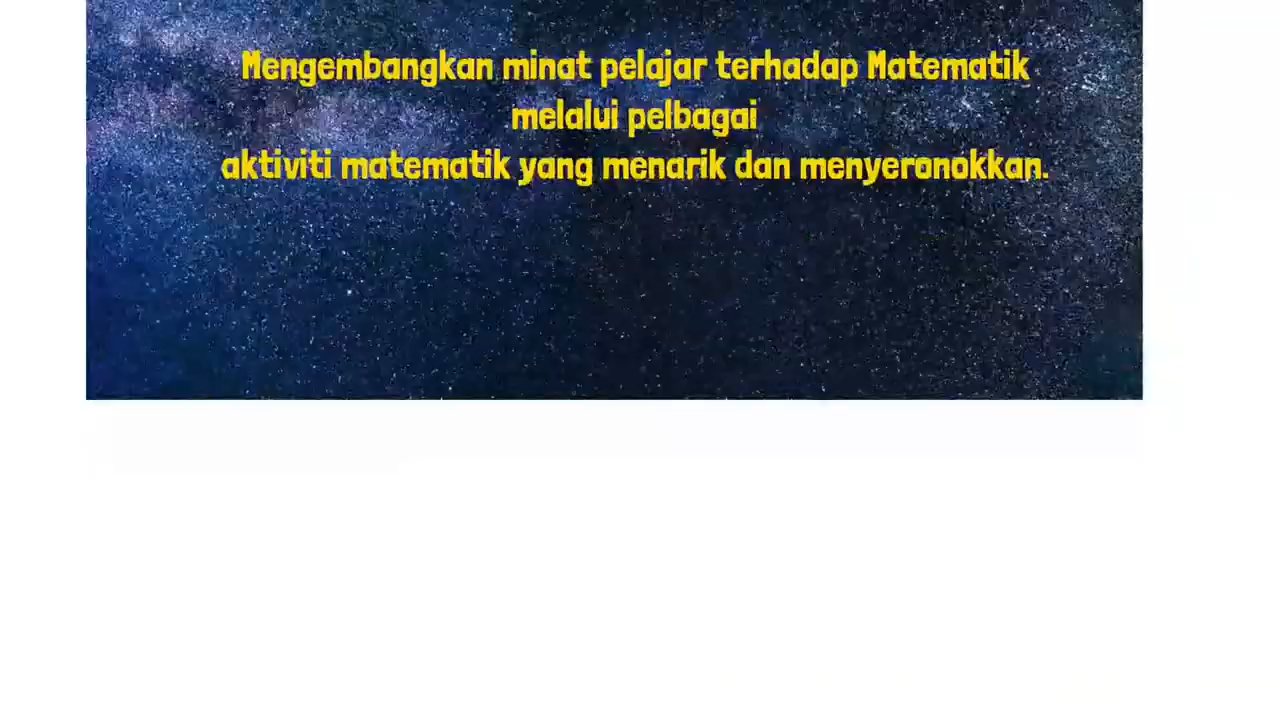 Mengembangkan minat pelajar terhadap Matematik
melalui pelbagai
aktiviti matematik yang menarik dan menyeronokkan.